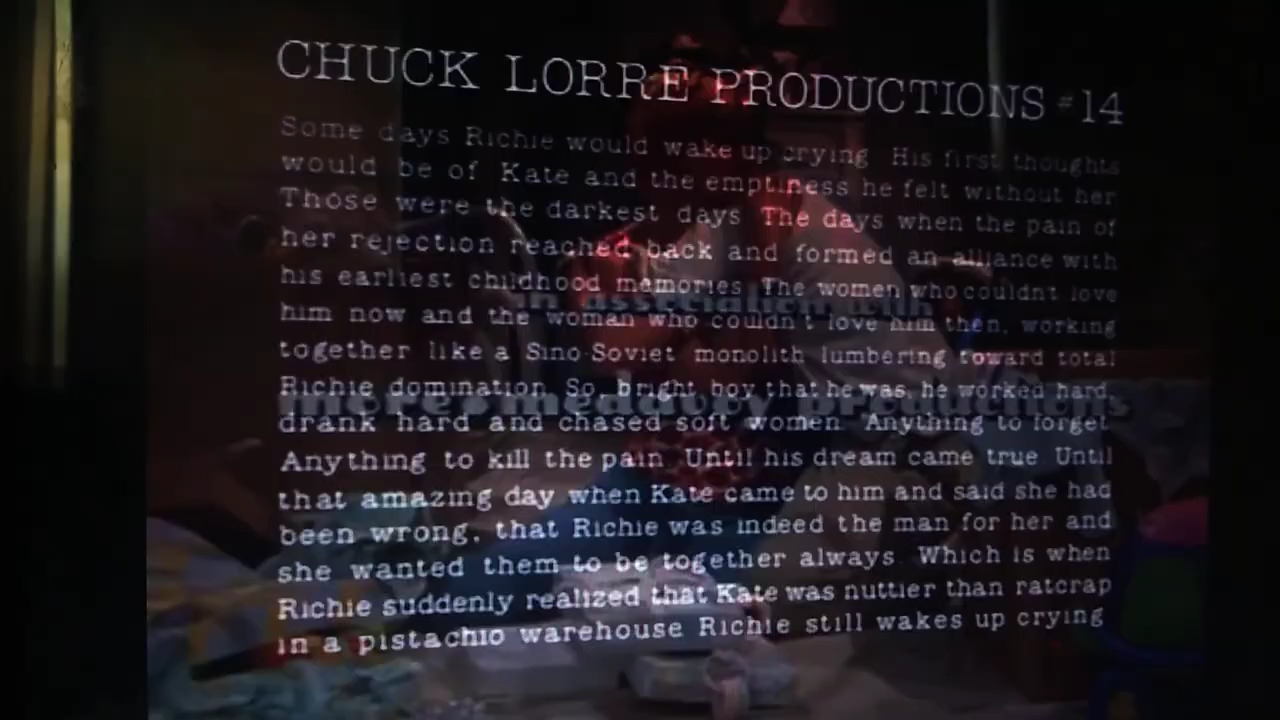 CHUCK LORRE PRODUCTIONS #14
Some days Richie would wake up crying His first thoughts
would be of Kate and the emptiness he felt without her
Those were the darkest days The days when the pain of
her rejection reached back and formed an alliance with
his earliest childhood memories The women who couldn't love
in association with
him now and the woman who couldn't love him then, working
together like a Sino-Soviet monolith lumbering toward total
Richie domination. So, bright boy that he was, he worked hard,
mohresmeddybr productions
drank hard and chased soft women. Anything to forget
Anything to kill the pain Until his dream came true Until
that amazing day when Kate came to him and said she had
been wrong, that Richie was indeed the man for her and
she wanted them to be together always Which is when
Richie suddenly realized that Kate was nuttier than ratcrap
in a pistachio warehouse Richie still wakes up crying